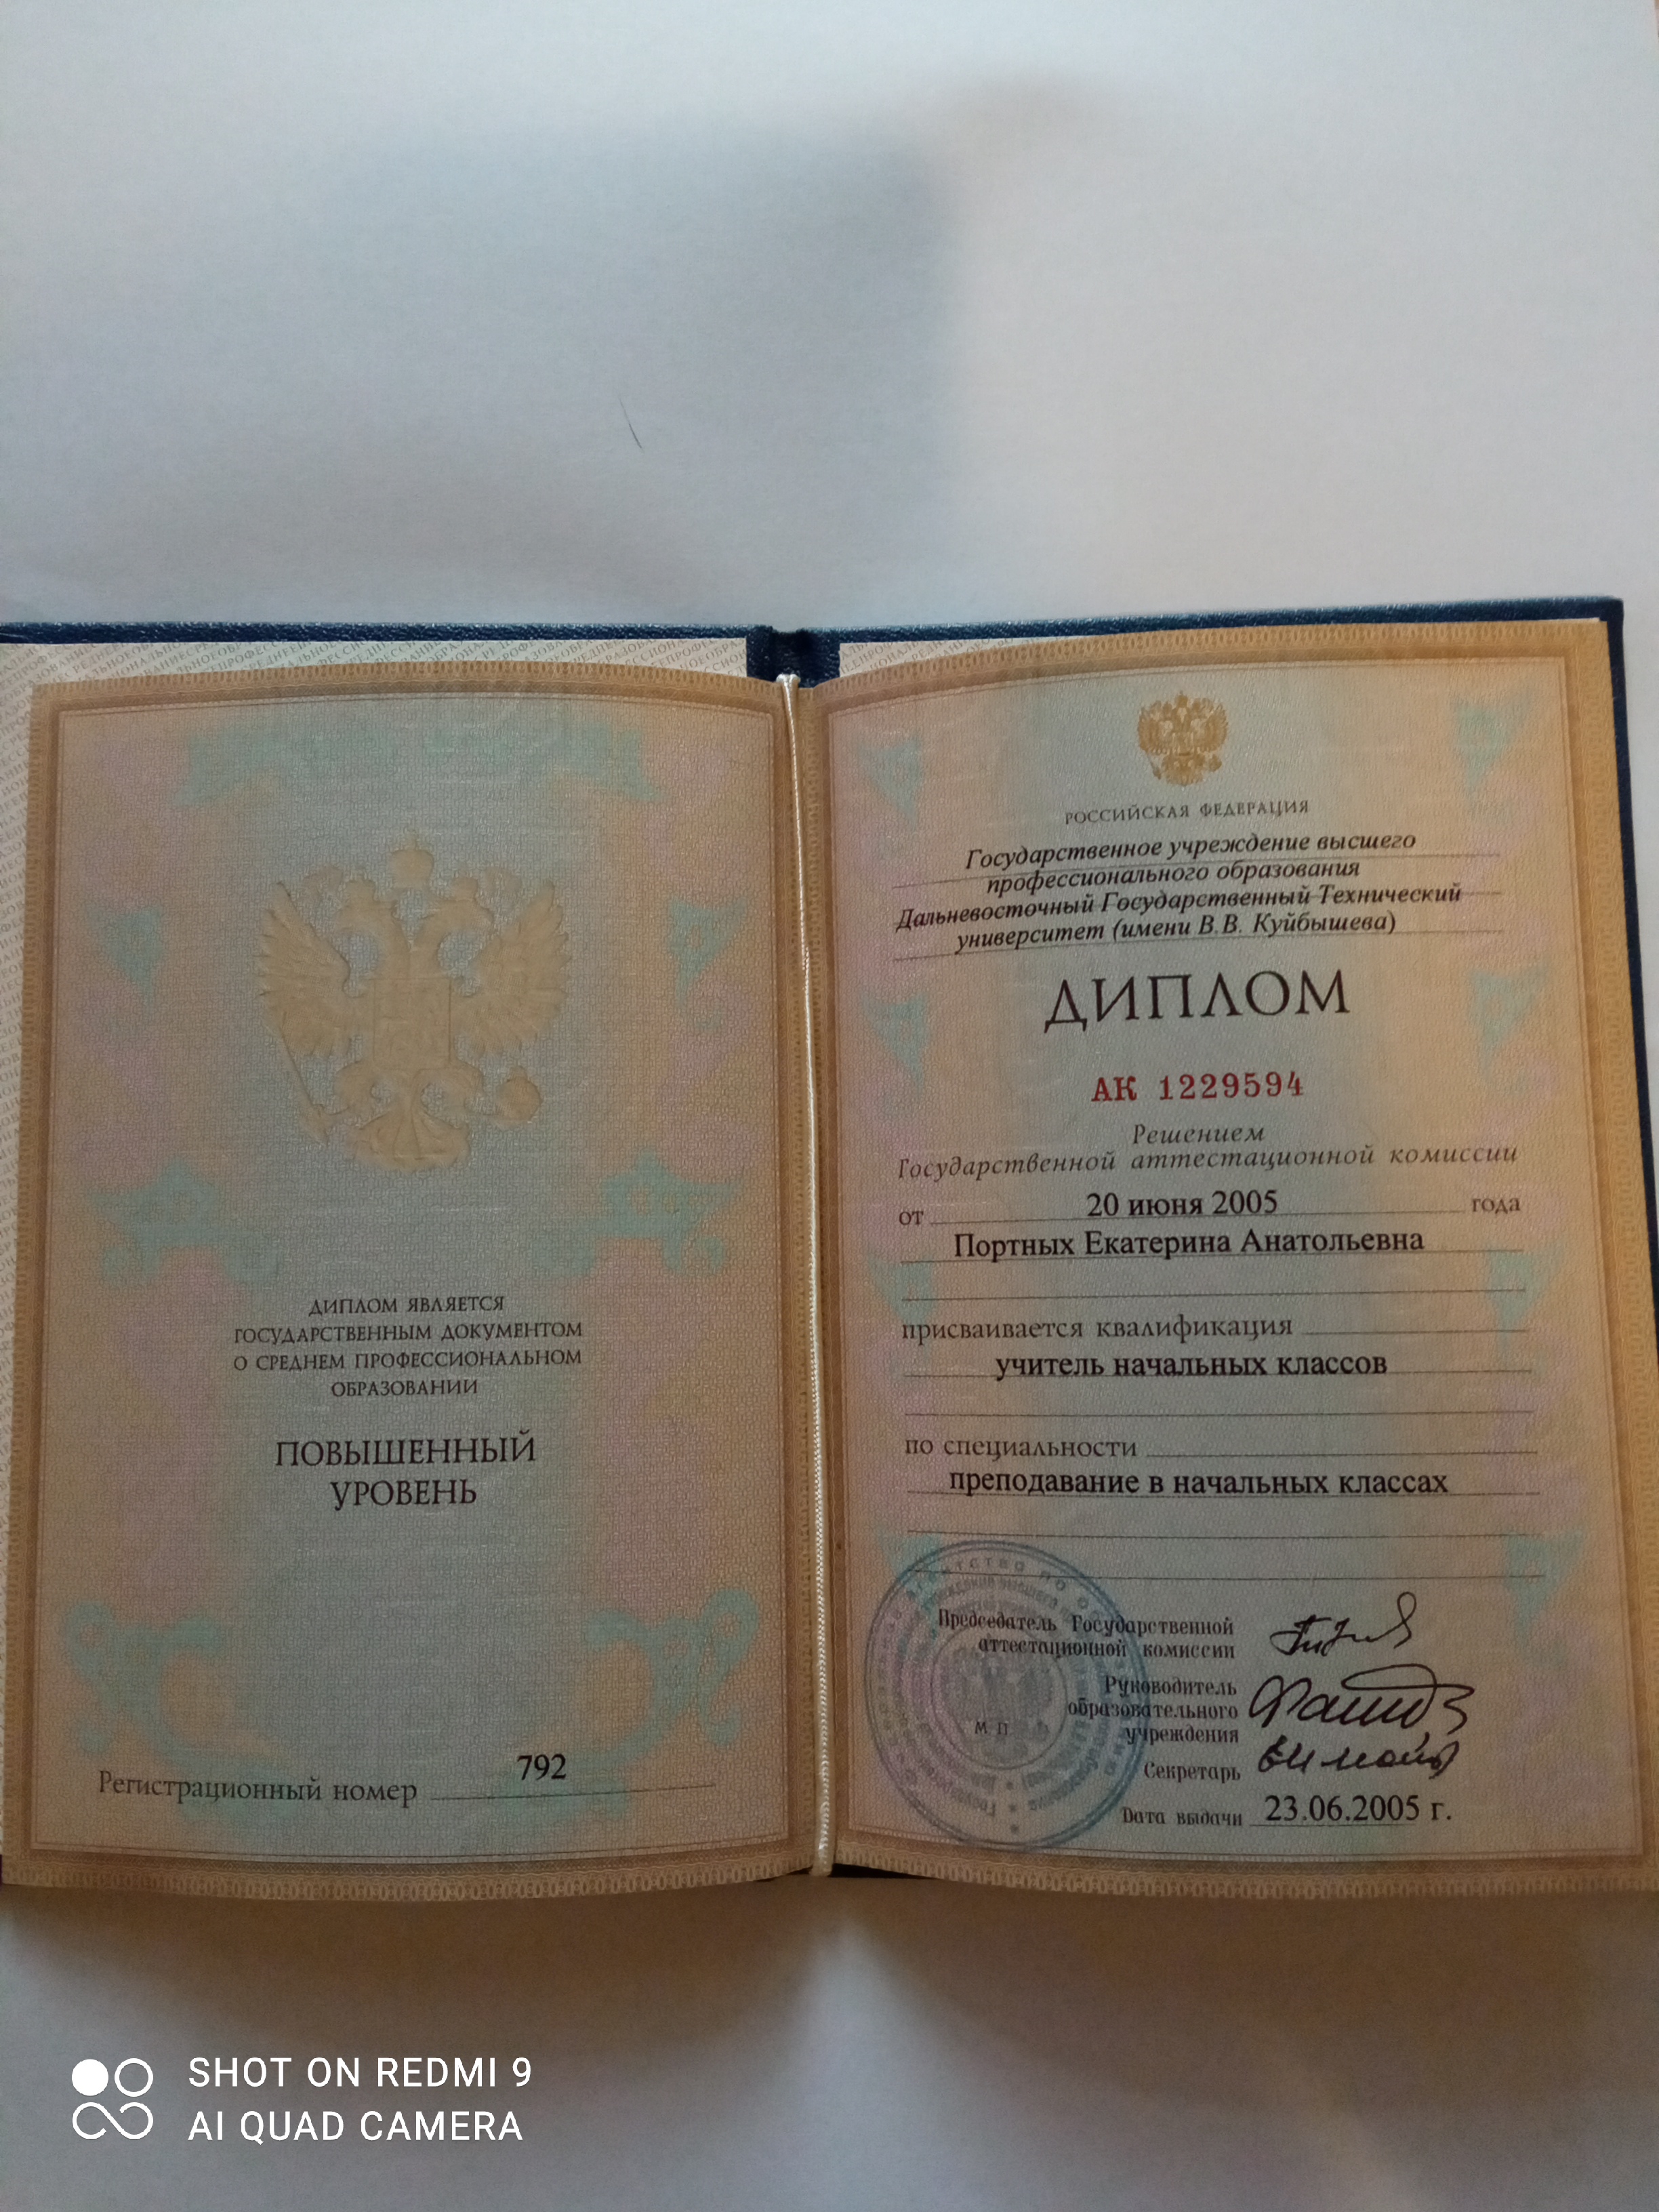 ДИПЛОМ ЯВЛЯЕТСЯ
ГОСУДАРСТВЕННЫМ ДОКУМЕНТОМ
О СРЕДНЕМ ПРОФЕССИОНАЛЬНОМ
ОБРАЗОВАНИИ
ПОВЫШЕННЫЙ
УРОВЕНЬ
Регистрационный номер 792
РОССИЙСКАЯ ФЕДЕРАЦИЯ
Государственное учреждение высшего
профессионального образования
Дальневосточный Государственный Технический
университет (имени В.В. Куйбышева)
ДИПЛОМ
АК 1229594
Решением
Государственной аттестационной комиссии
от 20 июня 2005 года
Портных Екатерина Анатольевна
присваивается квалификация
учитель начальных классов
по специальности
преподавание в начальных классах
Председатель Государственной
аттестационной комиссии
Руководитель
образовательного
учреждения
М П
Секретарь
Дата выдачи 23.06.2005 г.
SHOT ON REDMI 9
AI QUAD CAMERA